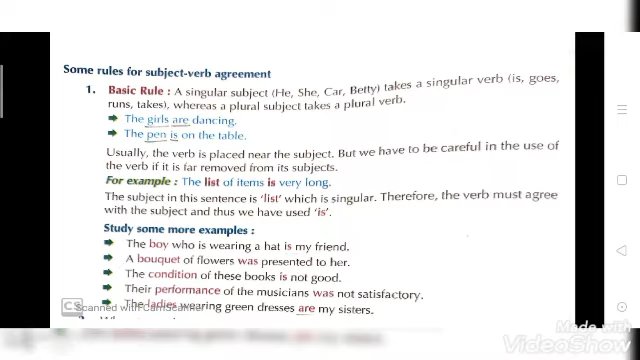 Some rules for subject-verb agreement
1. Basic Rule : A singular subject (He, She, Car, Betty) takes a singular verb (is, goes,
runs, takes), whereas a plural subject takes a plural verb.
➡ The girls are dancing.
➡ The pen is on the table.
Usually, the verb is placed near the subject. But we have to be careful in the use of
the verb if it is far removed from its subjects.
For example : The list of items is very long.
The subject in this sentence is 'list' which is singular. Therefore, the verb must agree
with the subject and thus we have used 'is'.
Study some more examples :
➡ The boy who is wearing a hat is my friend.
➡ A bouquet of flowers was presented to her.
➡ The condition of these books is not good.
➡ Their performance of the musicians was not satisfactory.
➡ The ladies wearing green dresses are my sisters.
CS Scanned with CamScanner
Made with
VideoShow